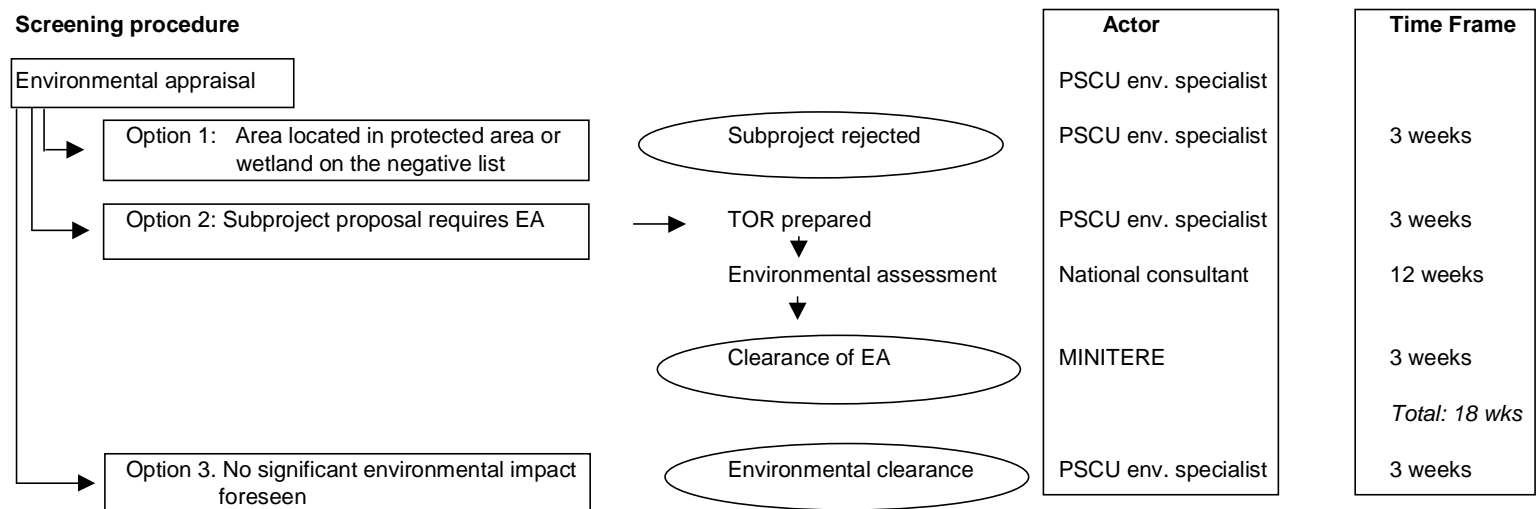 Screening procedure Actor Time Frame
Environmental appraisal PSCU env. specialist
Option 1: Area located in protected area or Subproject rejected PSCU env. specialist 3 weeks
wetland on the negative list
Option 2: Subproject proposal requires EA TOR prepared PSCU env. specialist 3 weeks
Environmental assessment National consultant 12 weeks
Clearance of EA MINITERE 3 weeks
Total: 18 wks
Option 3. No significant environmental impact Environmental clearance PSCU env. specialist 3 weeks
foreseen